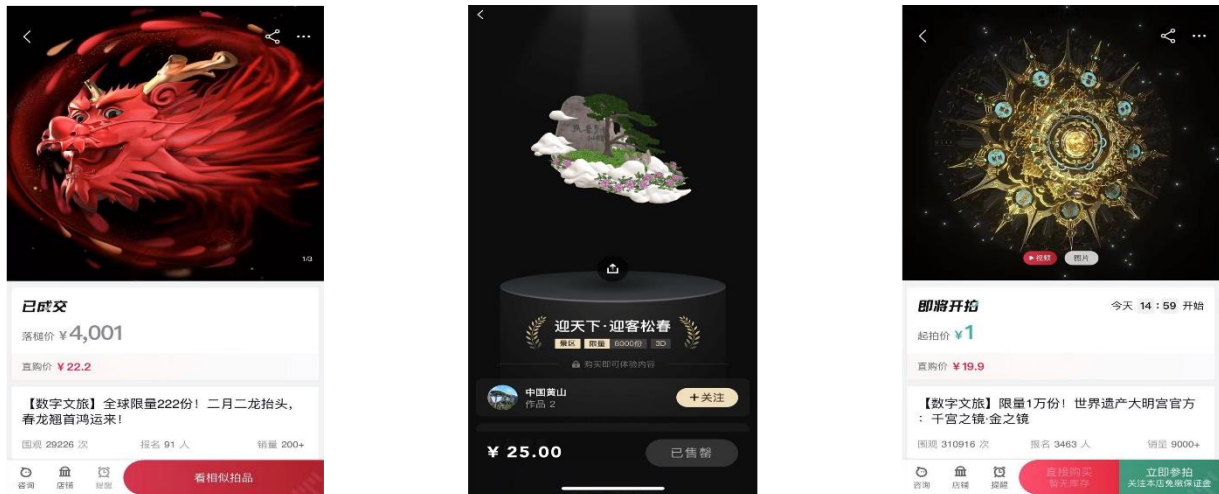 1/3
已成交
落槌价 ¥4,001
直购价 ¥22.2
【数字文旅】全球限量222份！二月二龙抬头，
春龙翘首鸿运来！
围观 29226 次 报名 91 人 销量 200+
咨询 店铺 提醒 看相似拍品
迎天下·迎客松春
景区 限量 8000份 3D
购买即可体验内容
中国黄山
作品 2
+关注
¥ 25.00 已售罄
▶视频 图片
即将开拍 今天 14：59 开始
起拍价 ¥1
直购价 ¥19.9
【数字文旅】限量1万份！世界遗产大明宫官方
：千宫之镜·金之镜
围观 310916 次 报名 3463 人 销量 9000+
咨询 店铺 提醒
直接购买
暂无库存
立即参拍
关注本店免缴保证金